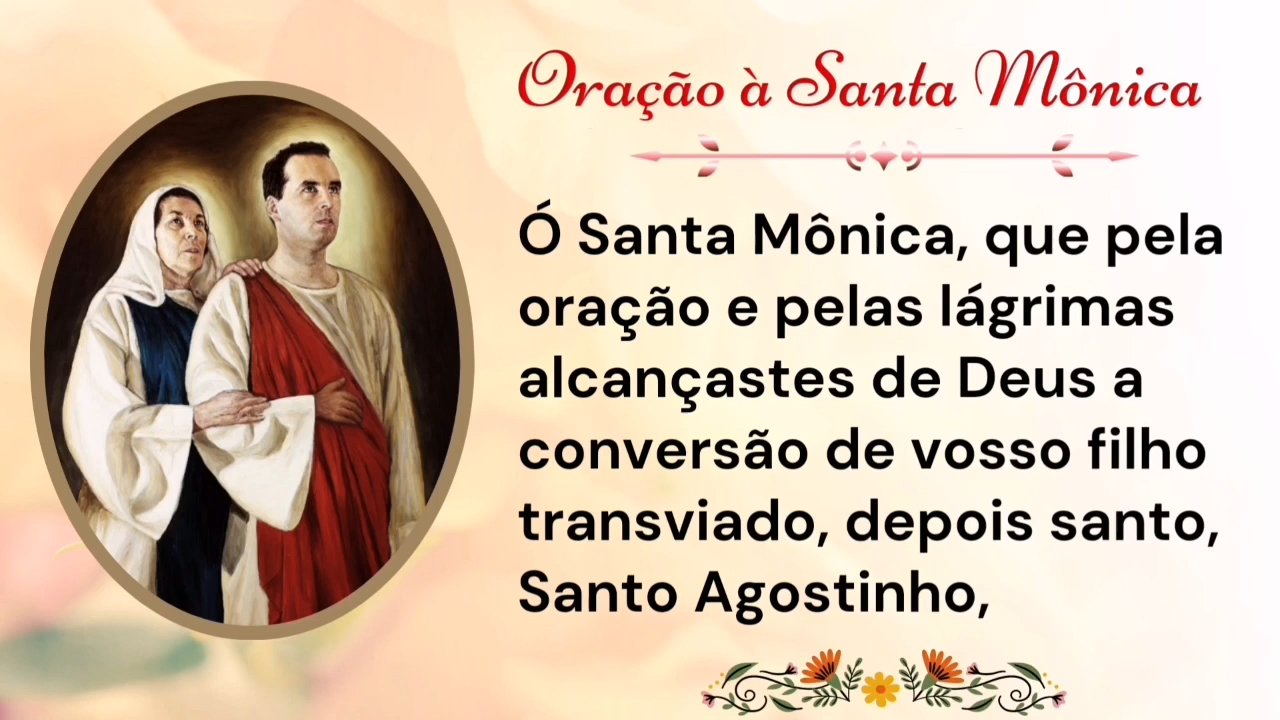 Oração à Santa Mônica
Ó Santa Mônica, que pela
oração e pelas lágrimas
alcançastes de Deus a
conversão de vosso filho
transviado, depois santo,
Santo Agostinho,